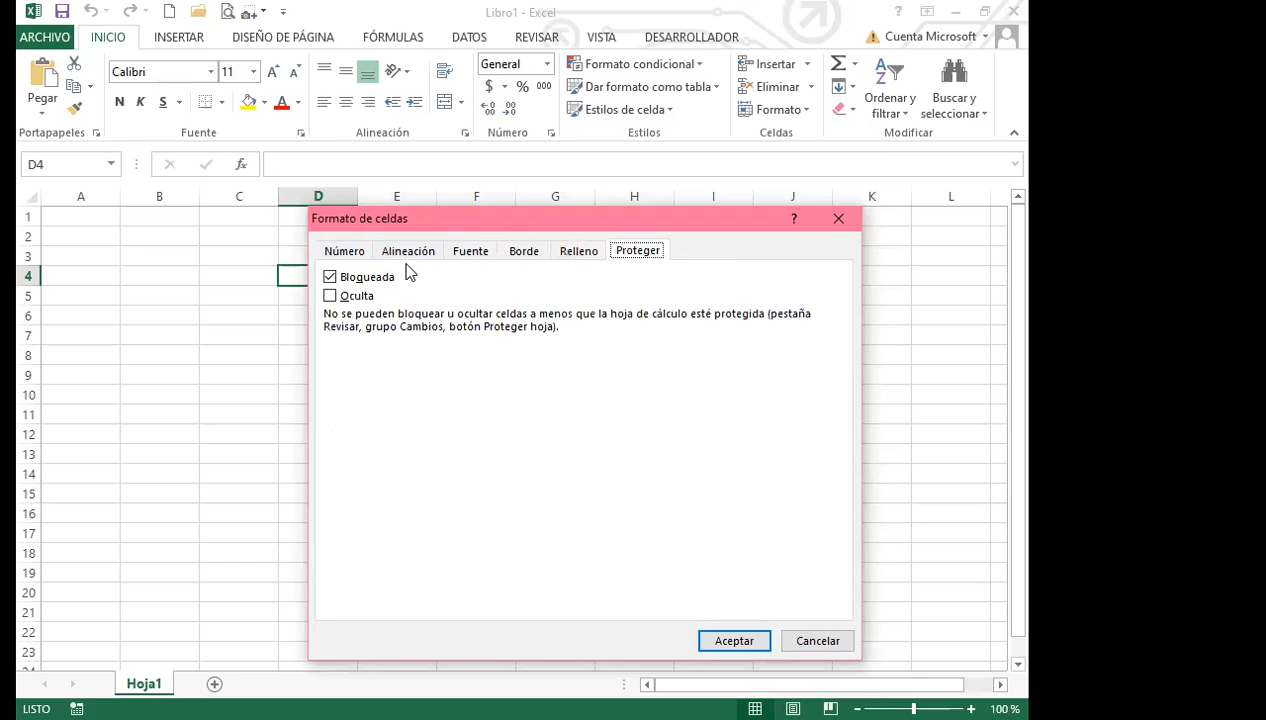 Libro1 - Excel
ARCHIVO INICIO INSERTAR DISEÑO DE PÁGINA FÓRMULAS DATOS REVISAR VISTA DESARROLLADOR Cuenta Microsoft
Pegar
Calibri 11
N K S
General
$ % 000
Formato condicional
Dar formato como tabla
Estilos de celda
Insertar
Eliminar
Formato
Ordenar y filtrar
Buscar y seleccionar
Portapapeles Fuente Alineación Número Estilos Celdas Modificar
D4 fx
A B C D E F G H I J K L
1
2
3
4
5
6
7
8
9
10
11
12
13
14
15
16
17
18
19
20
21
22
23
Formato de celdas ?
Número Alineación Fuente Borde Relleno Proteger
Bloqueada
Oculta
No se pueden bloquear u ocultar celdas a menos que la hoja de cálculo esté protegida (pestaña
Revisar, grupo Cambios, botón Proteger hoja).
Aceptar Cancelar
Hoja1
LISTO 100 %